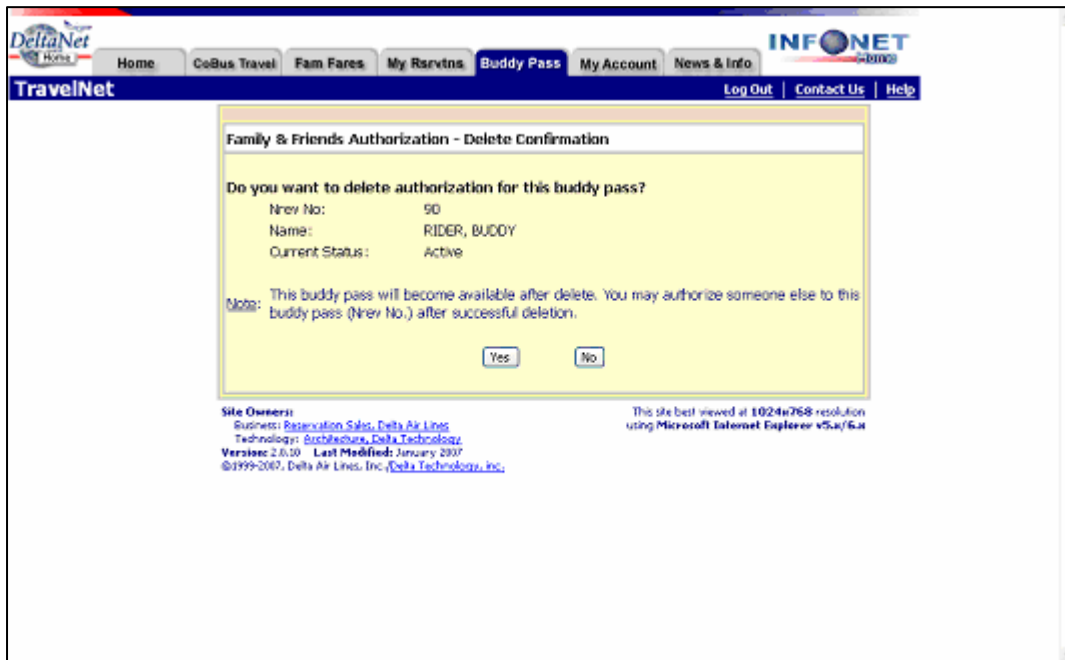 DeltaNet
Home
INFONET
Home
Home CoBus Travel Fam Fares My Rsrvtns Buddy Pass My Account News & Info
TravelNet
Log Out | Contact Us | Help
Family & Friends Authorization - Delete Confirmation
Do you want to delete authorization for this buddy pass?
Nrev No: 90
Name: RIDER, BUDDY
Current Status: Active
Note: This buddy pass will become available after delete. You may authorize someone else to this
buddy pass (Nrev No.) after successful deletion.
Yes No
Site Owners:
Business: Reservation Sales, Delta Air Lines
Technology: Architecture, Delta Technology
Version: 2.0.10 Last Modified: January 2007
©1999-2007, Delta Air Lines, Inc./Delta Technology, inc.
This site best viewed at 1024x768 resolution
using Microsoft Internet Explorer v5.x/6.x